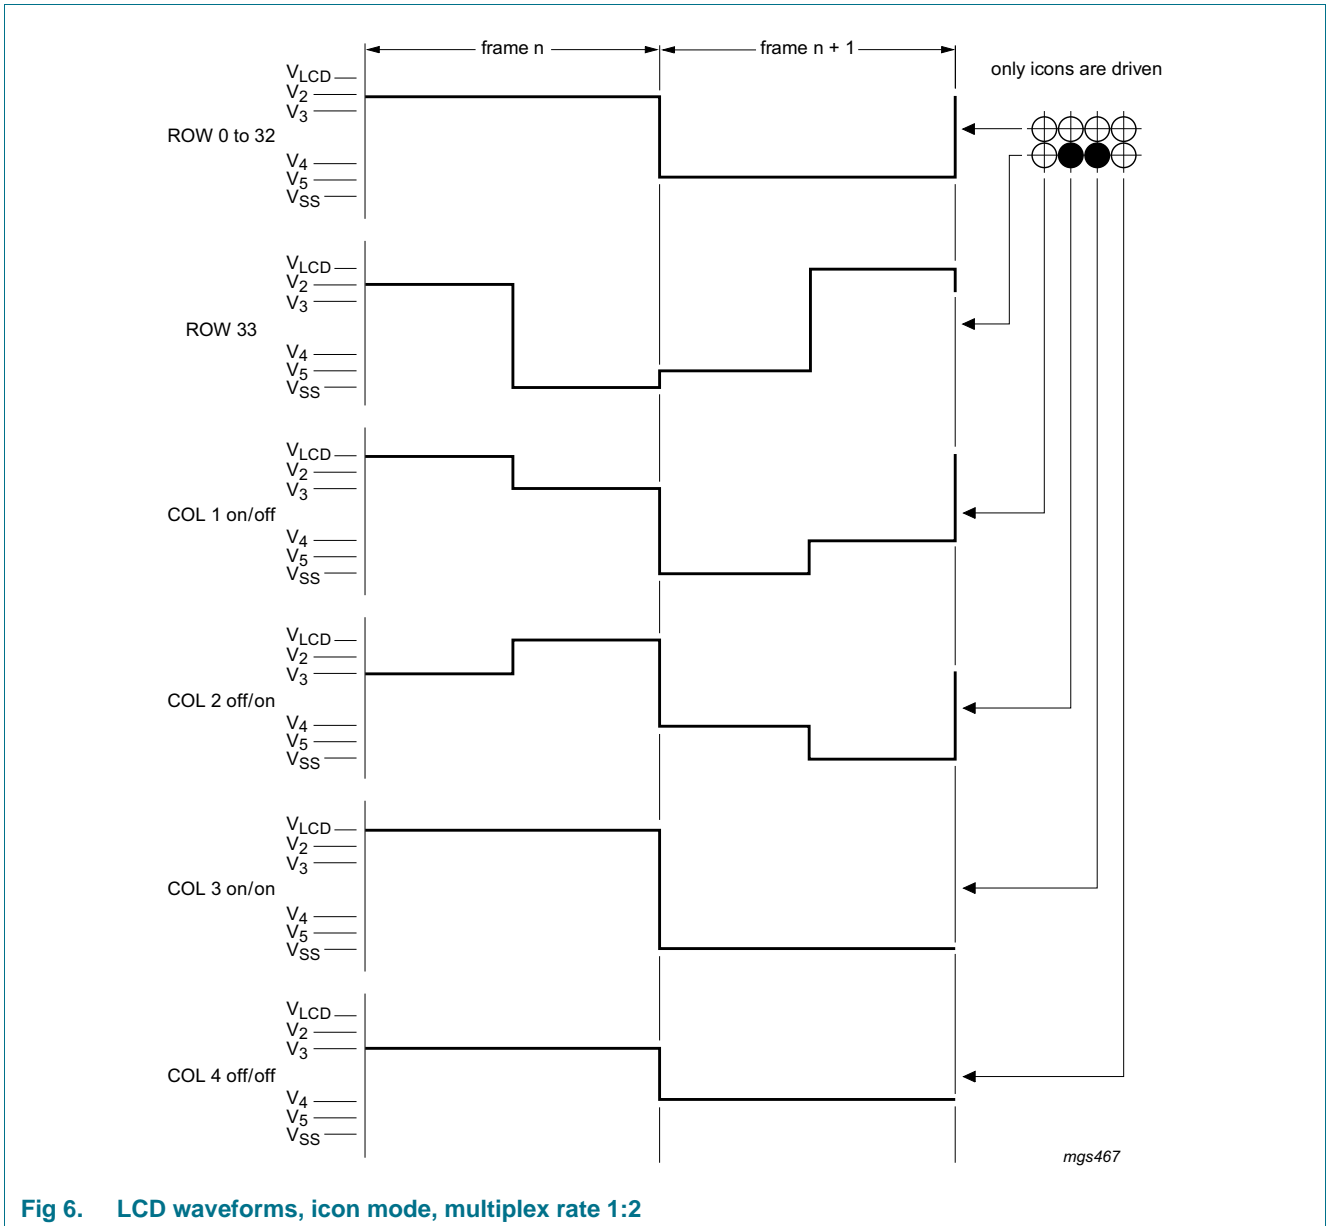 frame n
frame n + 1
only icons are driven
VLCD
V2
V3
ROW 0 to 32
V4
V5
VSS
VLCD
V2
V3
ROW 33
V4
V5
VSS
VLCD
V2
V3
COL 1 on/off
V4
V5
VSS
VLCD
V2
V3
COL 2 off/on
V4
V5
VSS
VLCD
V2
V3
COL 3 on/on
V4
V5
VSS
VLCD
V2
V3
COL 4 off/off
V4
V5
VSS
mgs467
Fig 6. LCD waveforms, icon mode, multiplex rate 1:2